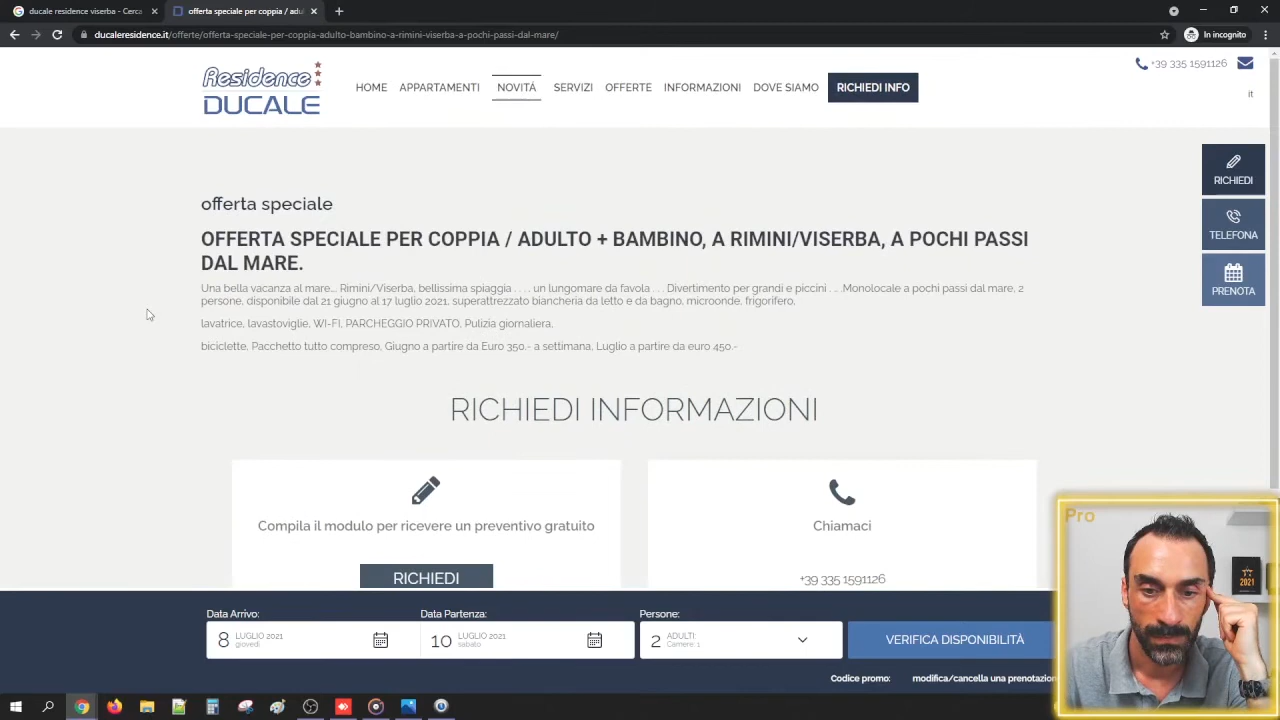 ducale residence viserba - Cerca
offerta speciale per coppia / adul
ducaleresidence.it/offerte/offerta-speciale-per-coppia-adulto-bambino-a-rimini-viserba-a-pochi-passi-dal-mare/
In incognito
Residence
DUCALE
HOME
APPARTAMENTI
NOVITÁ
SERVIZI
OFFERTE
INFORMAZIONI
DOVE SIAMO
RICHIEDI INFO
+39 335 1591126
it
RICHIEDI
TELEFONA
PRENOTA
offerta speciale
OFFERTA SPECIALE PER COPPIA / ADULTO + BAMBINO, A RIMINI/VISERBA, A POCHI PASSI
DAL MARE.
Una bella vacanza al mare... Rimini/Viserba, bellissima spiaggia . . . . un lungomare da favola . . . Divertimento per grandi e piccini . . . .Monolocale a pochi passi dal mare, 2
persone, disponibile dal 21 giugno al 17 luglio 2021, superattrezzato biancheria da letto e da bagno, microonde, frigorifero,
lavatrice, lavastoviglie, WI-FI, PARCHEGGIO PRIVATO, Pulizia giornaliera,
biciclette, Pacchetto tutto compreso, Giugno a partire da Euro 350.- a settimana, Luglio a partire da euro 450.-
RICHIEDI INFORMAZIONI
Compila il modulo per ricevere un preventivo gratuito
RICHIEDI
Chiamaci
+39 335 1591126
Pro
2021
Data Arrivo:
Data Partenza:
Persone:
8 LUGLIO 2021
giovedì
10 LUGLIO 2021
sabato
2 ADULTI:
Camere: 1
VERIFICA DISPONIBILITÀ
Codice promo:
modifica/cancella una prenotazion